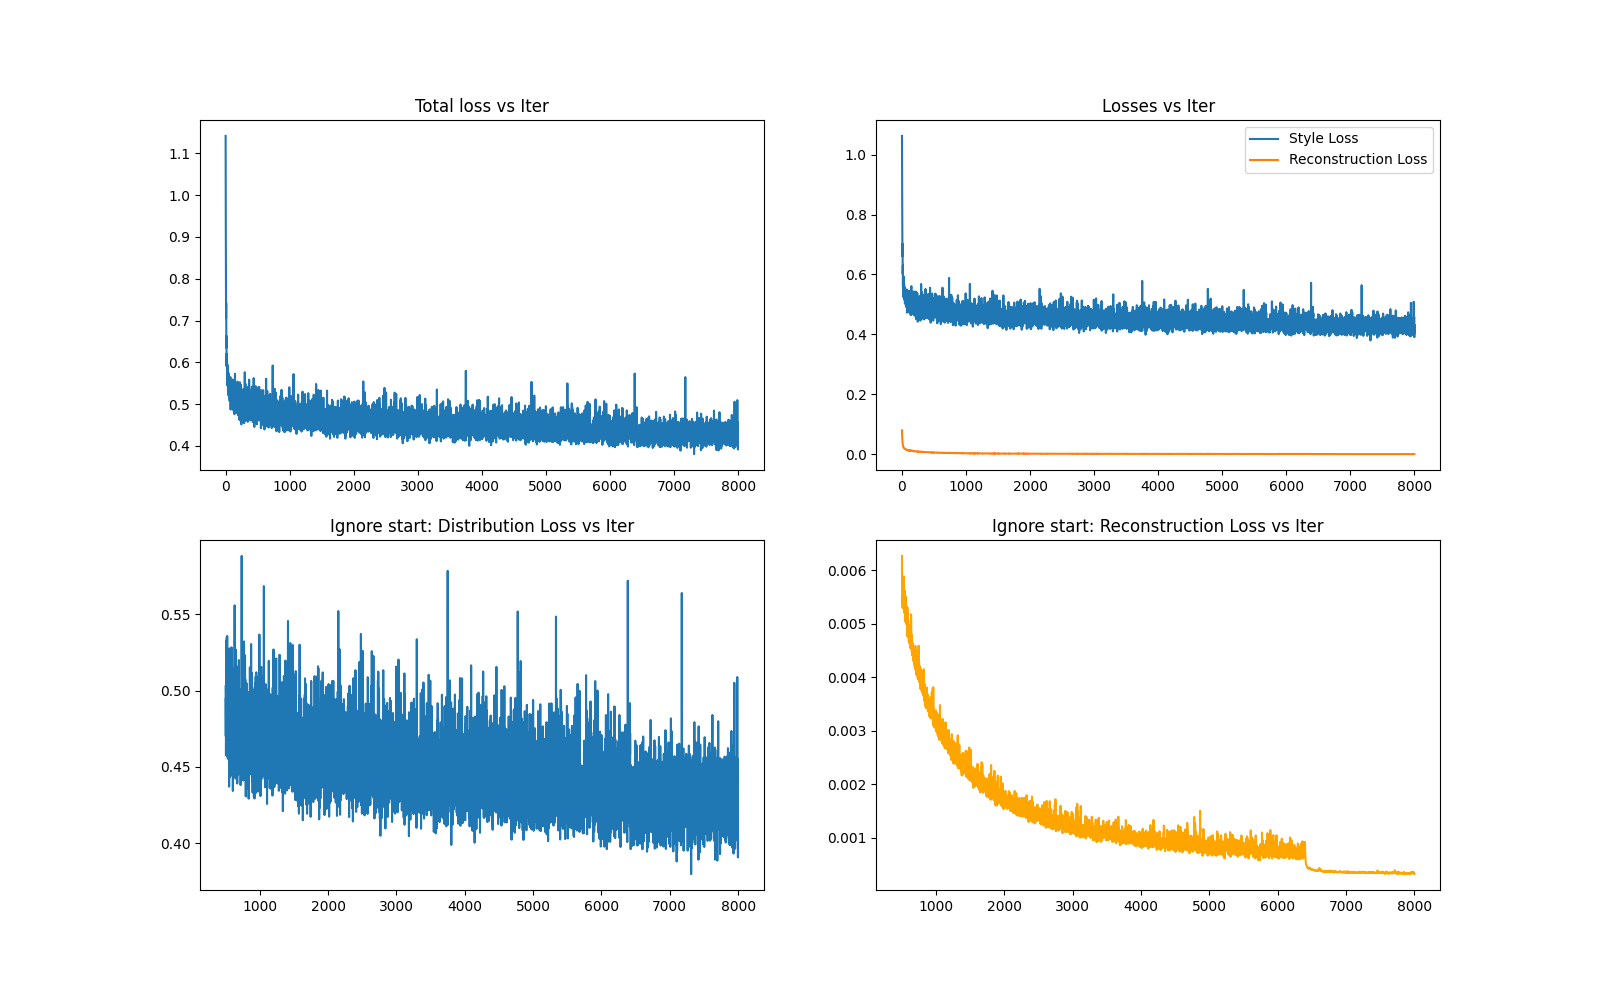 Total loss vs Iter
1.1
1.0
0.9
0.8
0.7
0.6
0.5
0.4
0 1000 2000 3000 4000 5000 6000 7000 8000
Losses vs Iter
Style Loss
Reconstruction Loss
1.0
0.8
0.6
0.4
0.2
0.0
0 1000 2000 3000 4000 5000 6000 7000 8000
Ignore start: Distribution Loss vs Iter
0.55
0.50
0.45
0.40
1000 2000 3000 4000 5000 6000 7000 8000
Ignore start: Reconstruction Loss vs Iter
0.006
0.005
0.004
0.003
0.002
0.001
1000 2000 3000 4000 5000 6000 7000 8000